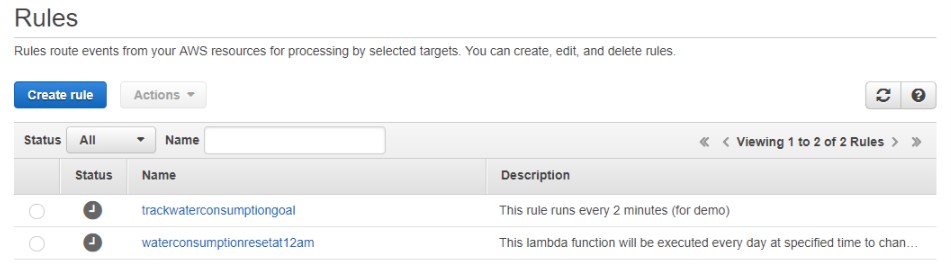 Rules
Rules route events from your AWS resources for processing by selected targets. You can create, edit, and delete rules.
Create rule Actions
Status All Name « < Viewing 1 to 2 of 2 Rules > »
Status Name Description
trackwaterconsumptiongoal This rule runs every 2 minutes (for demo)
waterconsumptionresetat12am This lambda function will be executed every day at specified time to chan...